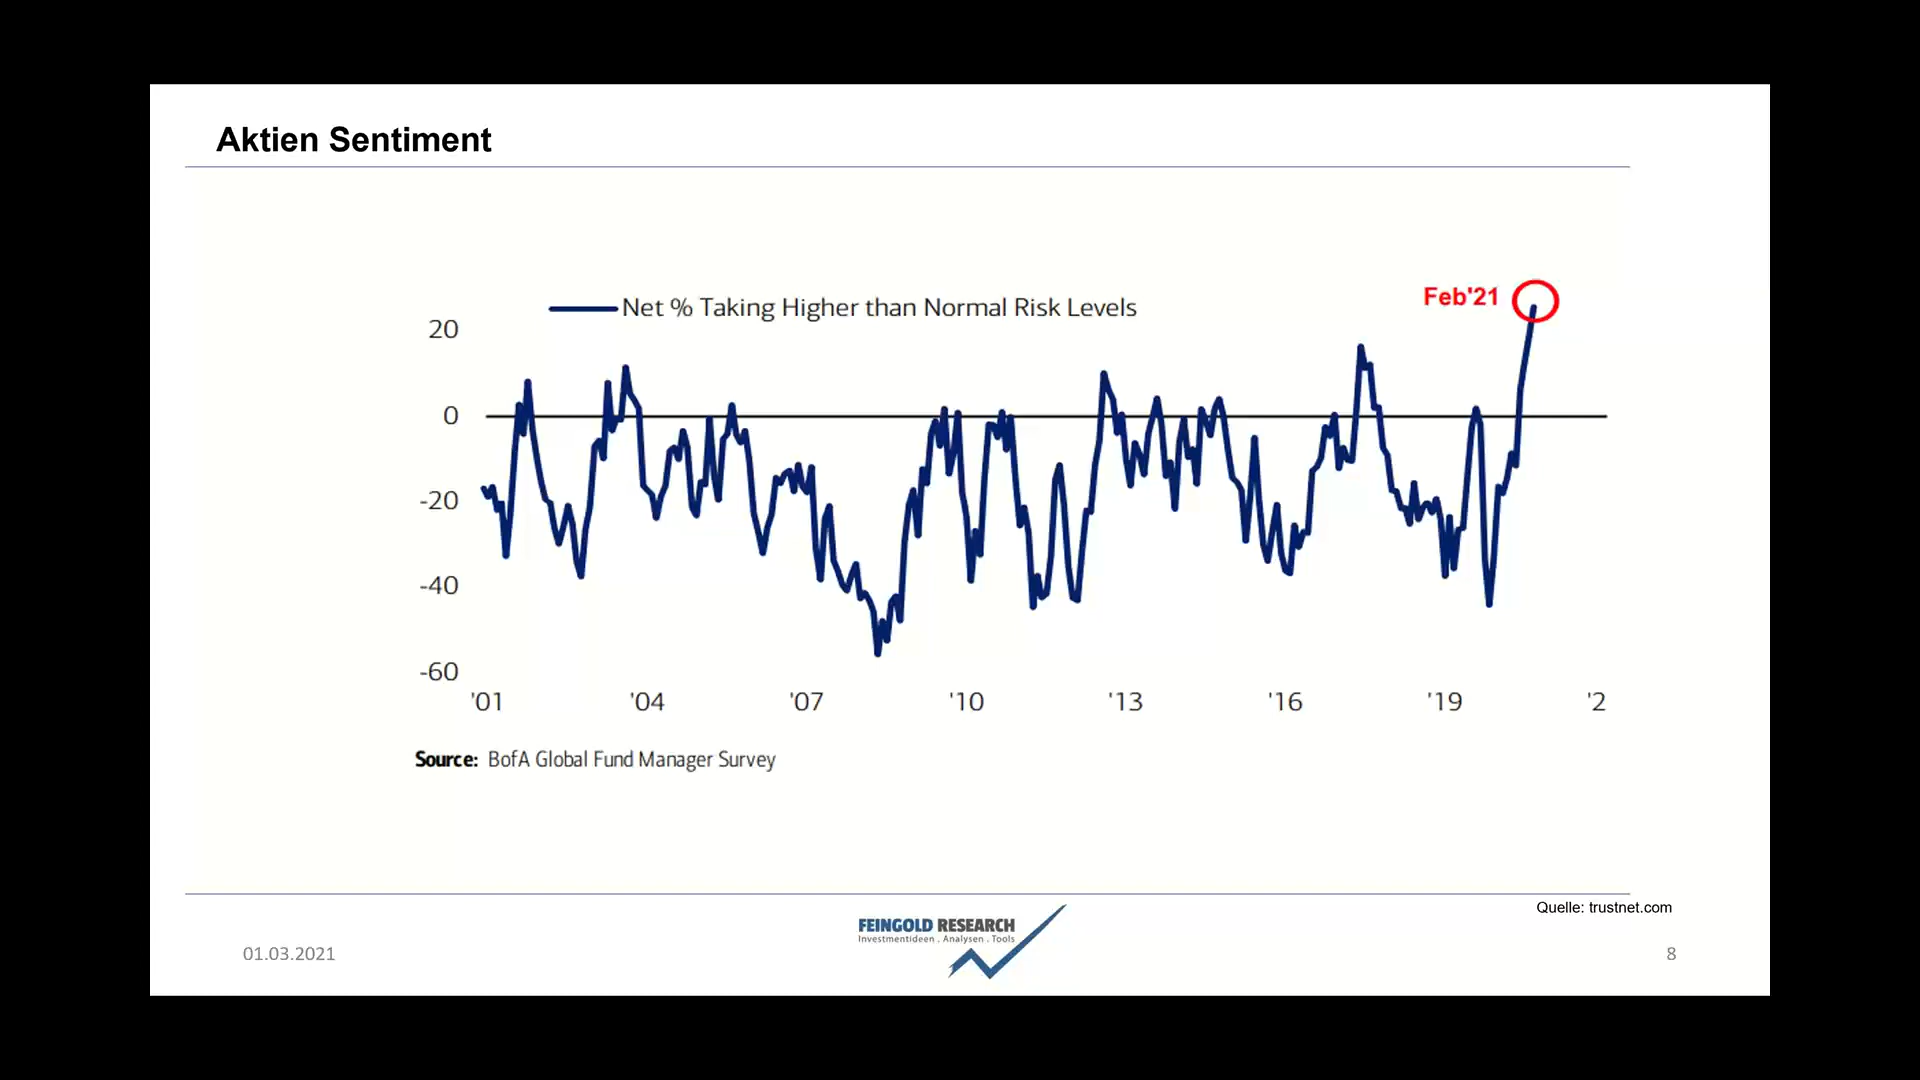 Aktien Sentiment
Net % Taking Higher than Normal Risk Levels
Feb'21
20
0
-20
-40
-60
'01 '04 '07 '10 '13 '16 '19 '2
Source: BofA Global Fund Manager Survey
Quelle: trustnet.com
FEINGOLD RESEARCH
Investmentideen . Analysen . Tools
01.03.2021
8